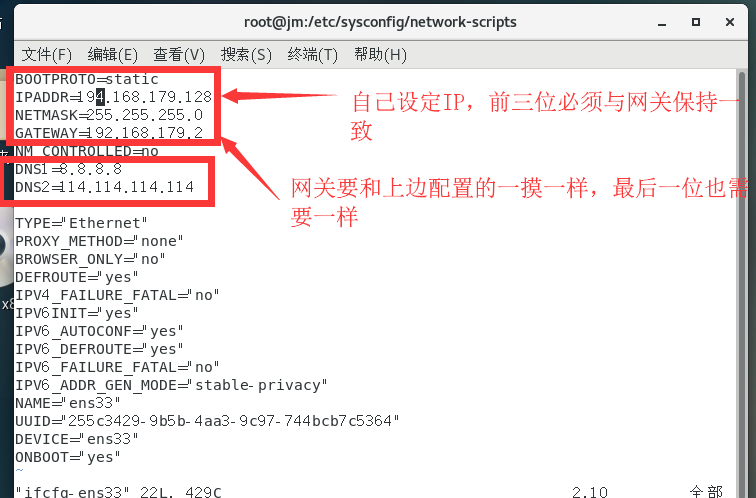 root@jm:/etc/sysconfig/network-scripts
文件(F) 编辑(E) 查看(V) 搜索(S) 终端(T) 帮助(H)
BOOTPROTO=static
IPADDR=194.168.179.128
NETMASK=255.255.255.0
GATEWAY=192.168.179.2
NM_CONTROLLED=no
DNS1=8.8.8.8
DNS2=114.114.114.114
自己设定IP，前三位必须与网关保持一
致
网关要和上边配置的一摸一样，最后一位也需
要一样
TYPE="Ethernet"
PROXY_METHOD="none"
BROWSER_ONLY="no"
DEFROUTE="yes"
IPV4_FAILURE_FATAL="no"
IPV6INIT="yes"
IPV6_AUTOCONF="yes"
IPV6_DEFROUTE="yes"
IPV6_FAILURE_FATAL="no"
IPV6_ADDR_GEN_MODE="stable-privacy"
NAME="ens33"
UUID="255c3429-9b5b-4aa3-9c97-744bcb7c5364"
DEVICE="ens33"
ONBOOT="yes"
~
"ifcfg-ens33" 22L, 429C 2,10 全部